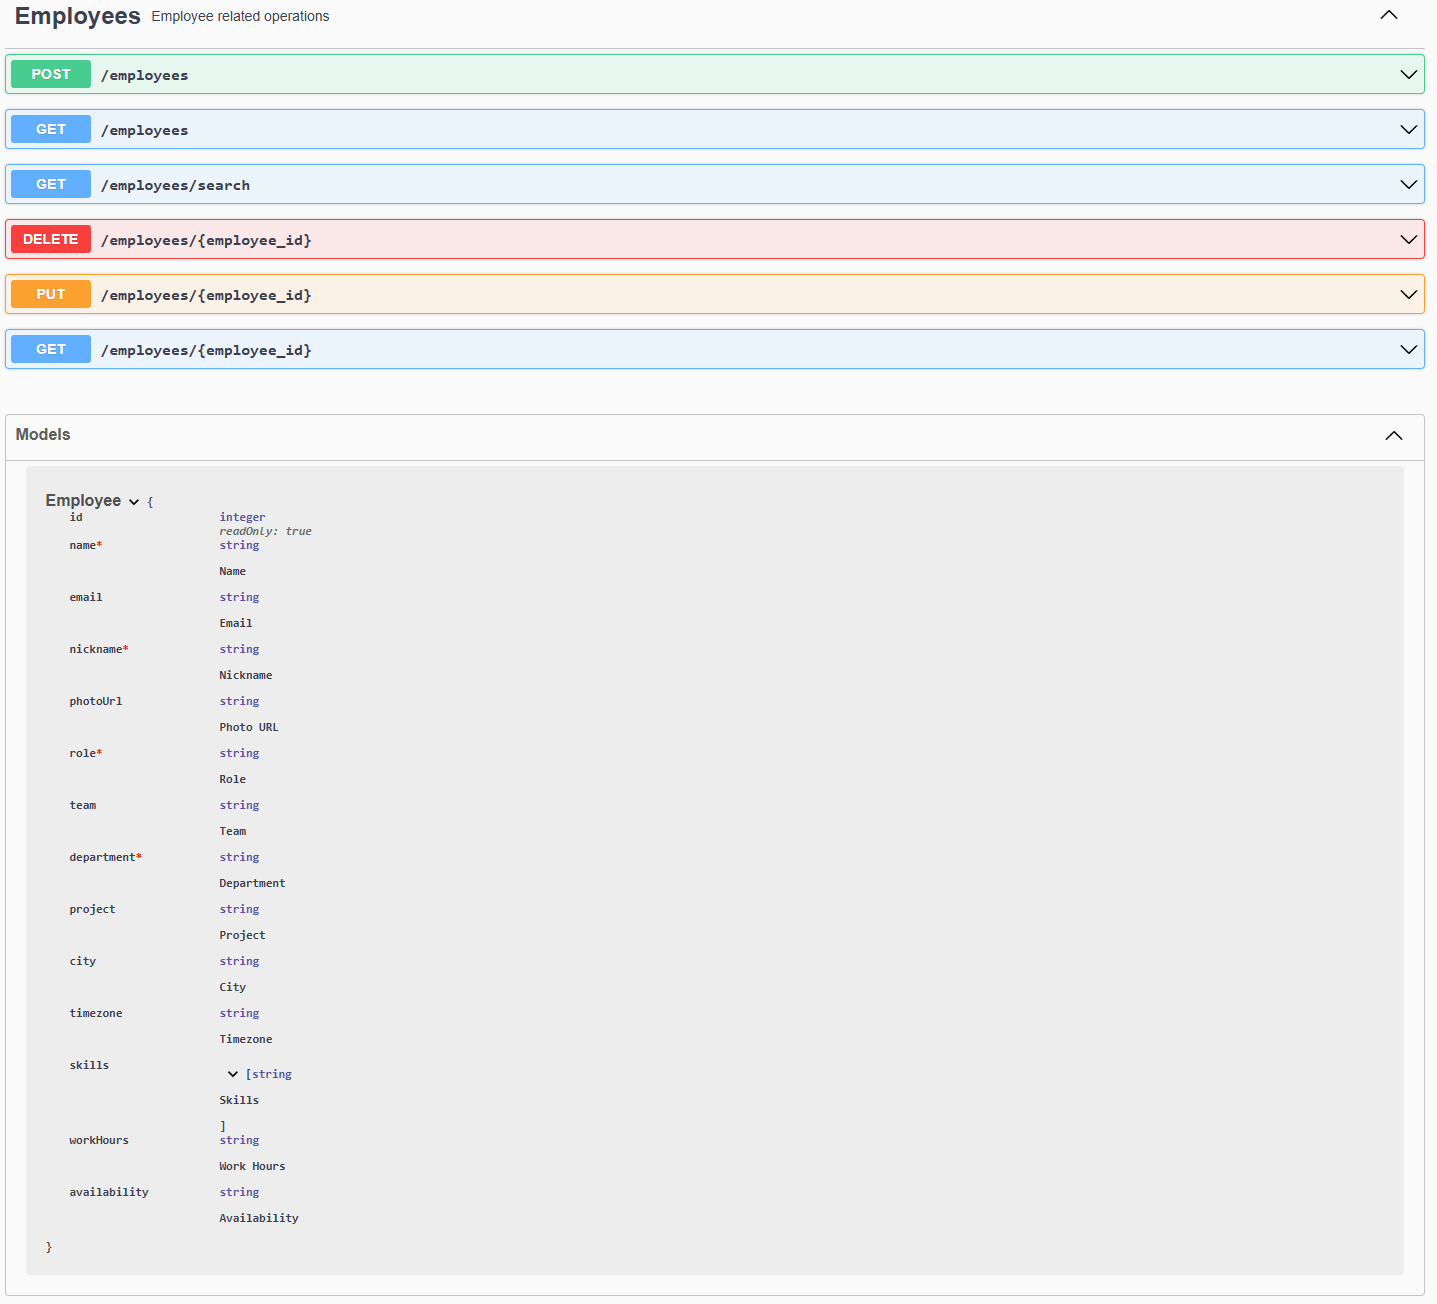 Employees Employee related operations
POST /employees
GET /employees
GET /employees/search
DELETE /employees/{employee_id}
PUT /employees/{employee_id}
GET /employees/{employee_id}
Models
Employee {
id integer
readOnly: true
name* string
Name
email string
Email
nickname* string
Nickname
photoUrl string
Photo URL
role* string
Role
team string
Team
department* string
Department
project string
Project
city string
City
timezone string
Timezone
skills [string
Skills
]
workHours string
Work Hours
availability string
Availability
}